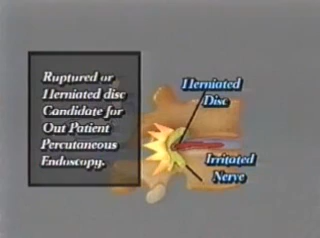 Ruptured or
Herniated disc
Candidate for
Out Patient
Percutaneous
Endoscopy.
Herniated
Disc
Irritated
Nerve